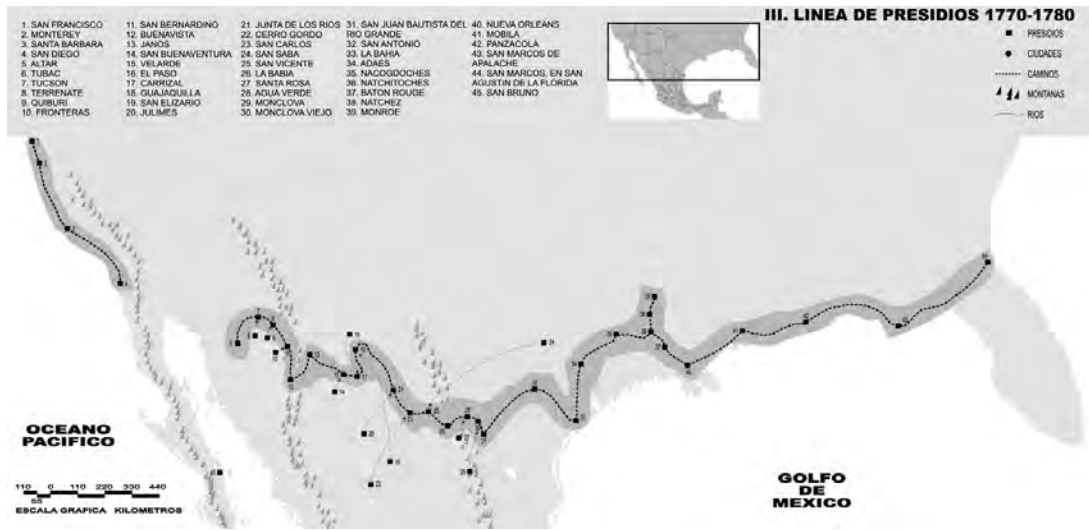 III. LINEA DE PRESIDIOS 1770-1780
1. SAN FRANCISCO
2. MONTEREY
3. SANTA BARBARA
4. SAN DIEGO
5. ALTAR
6. TUBAC
7. TUCSON
8. TERRENATE
9. QUIBURI
10. FRONTERAS
11. SAN BERNARDINO
12. BUENAVISTA
13. JANOS
14. SAN BUENAVENTURA
15. VELARDE
16. EL PASO
17. CARRIZAL
18. GUAJAQUILLA
19. SAN ELIZARIO
20. JULIMES
21. JUNTA DE LOS RIOS
22. CERRO GORDO
23. SAN CARLOS
24. SAN SABA
25. SAN VICENTE
26. LA BABIA
27. SANTA ROSA
28. AGUA VERDE
29. MONCLOVA
30. MONCLOVA VIEJO
31. SAN JUAN BAUTISTA DEL
RIO GRANDE
32. SAN ANTONIO
33. LA BAHIA
34. ADAES
35. NACOGDOCHES
36. NATCHITOCHES
37. BATON ROUGE
38. NATCHEZ
39. MONROE
40. NUEVA ORLEANS
41. MOBILA
42. PANZACOLA
43. SAN MARCOS DE
APALACHE
44. SAN MARCOS, EN SAN
AGUSTIN DE LA FLORIDA
45. SAN BRUNO
PRESIDIOS
CIUDADES
CAMINOS
MONTANAS
RIOS
OCEANO
PACIFICO
GOLFO
DE
MEXICO
110 0 110 220 330 440
55
ESCALA GRAFICA KILOMETROS